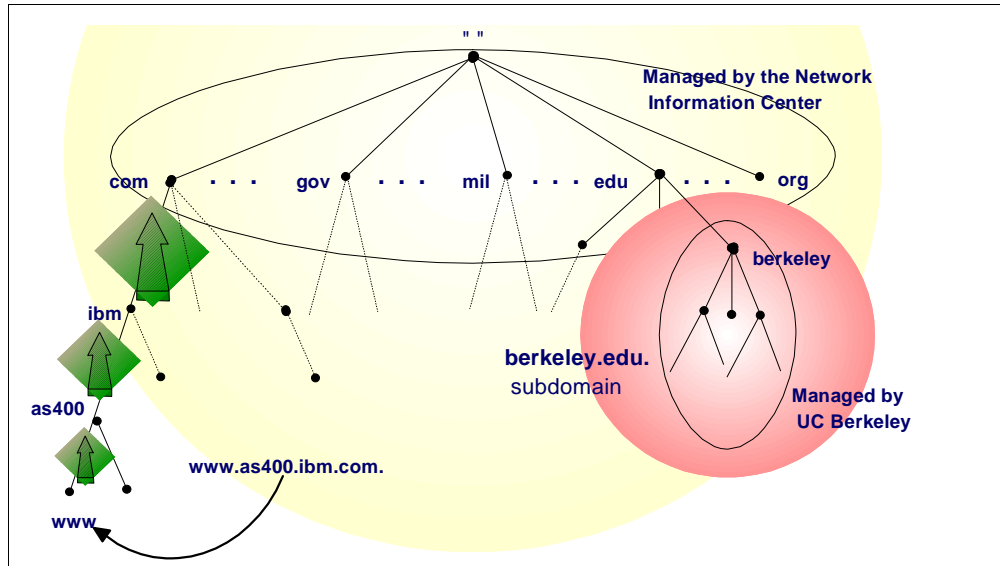 " "
Managed by the Network
Information Center
com . . . gov . . . mil . . . edu . . . org
berkeley
ibm
berkeley.edu.
subdomain
Managed by
UC Berkeley
as400
www.as400.ibm.com.
www